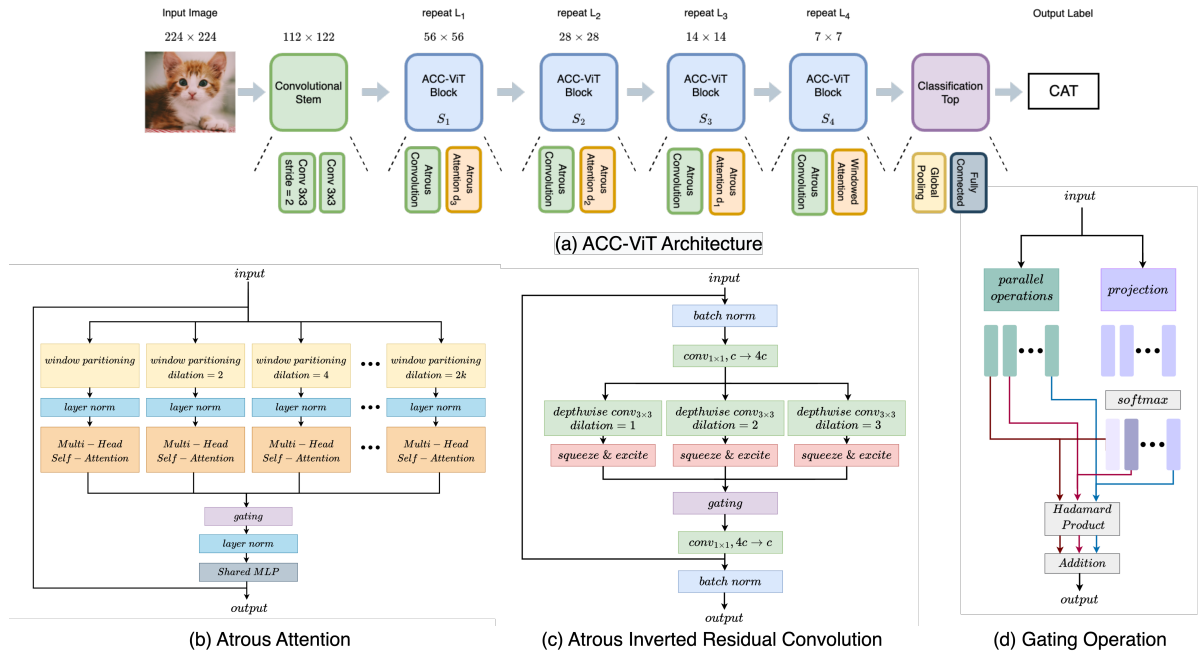 Input Image
repeat L1
repeat L2
repeat L3
repeat L4
Output Label
224 × 224
112 × 122
56 × 56
28 × 28
14 × 14
7 × 7
Convolutional
Stem
ACC-ViT
Block
S1
ACC-ViT
Block
S2
ACC-ViT
Block
S3
ACC-ViT
Block
S4
Classification
Top
CAT
Conv 3x3
stride = 2
Conv 3x3
Atrous
Convolution
Atrous
Attention d3
Atrous
Convolution
Atrous
Attention d2
Atrous
Convolution
Atrous
Attention d1
Atrous
Convolution
Windowed
Attention
Global
Pooling
Fully
Connected
(a) ACC-ViT Architecture
input
window paritioning
window paritioning
dilation = 2
window paritioning
dilation = 4
window paritioning
dilation = 2k
layer norm
layer norm
layer norm
layer norm
Multi – Head
Self – Attention
Multi – Head
Self – Attention
Multi – Head
Self – Attention
Multi – Head
Self – Attention
gating
layer norm
Shared MLP
output
(b) Atrous Attention
input
batch norm
conv1×1, c → 4c
depthwise conv3×3
dilation = 1
depthwise conv3×3
dilation = 2
depthwise conv3×3
dilation = 3
squeeze & excite
squeeze & excite
squeeze & excite
gating
conv1×1, 4c → c
batch norm
output
(c) Atrous Inverted Residual Convolution
input
parallel
operations
projection
softmax
Hadamard
Product
Addition
output
(d) Gating Operation